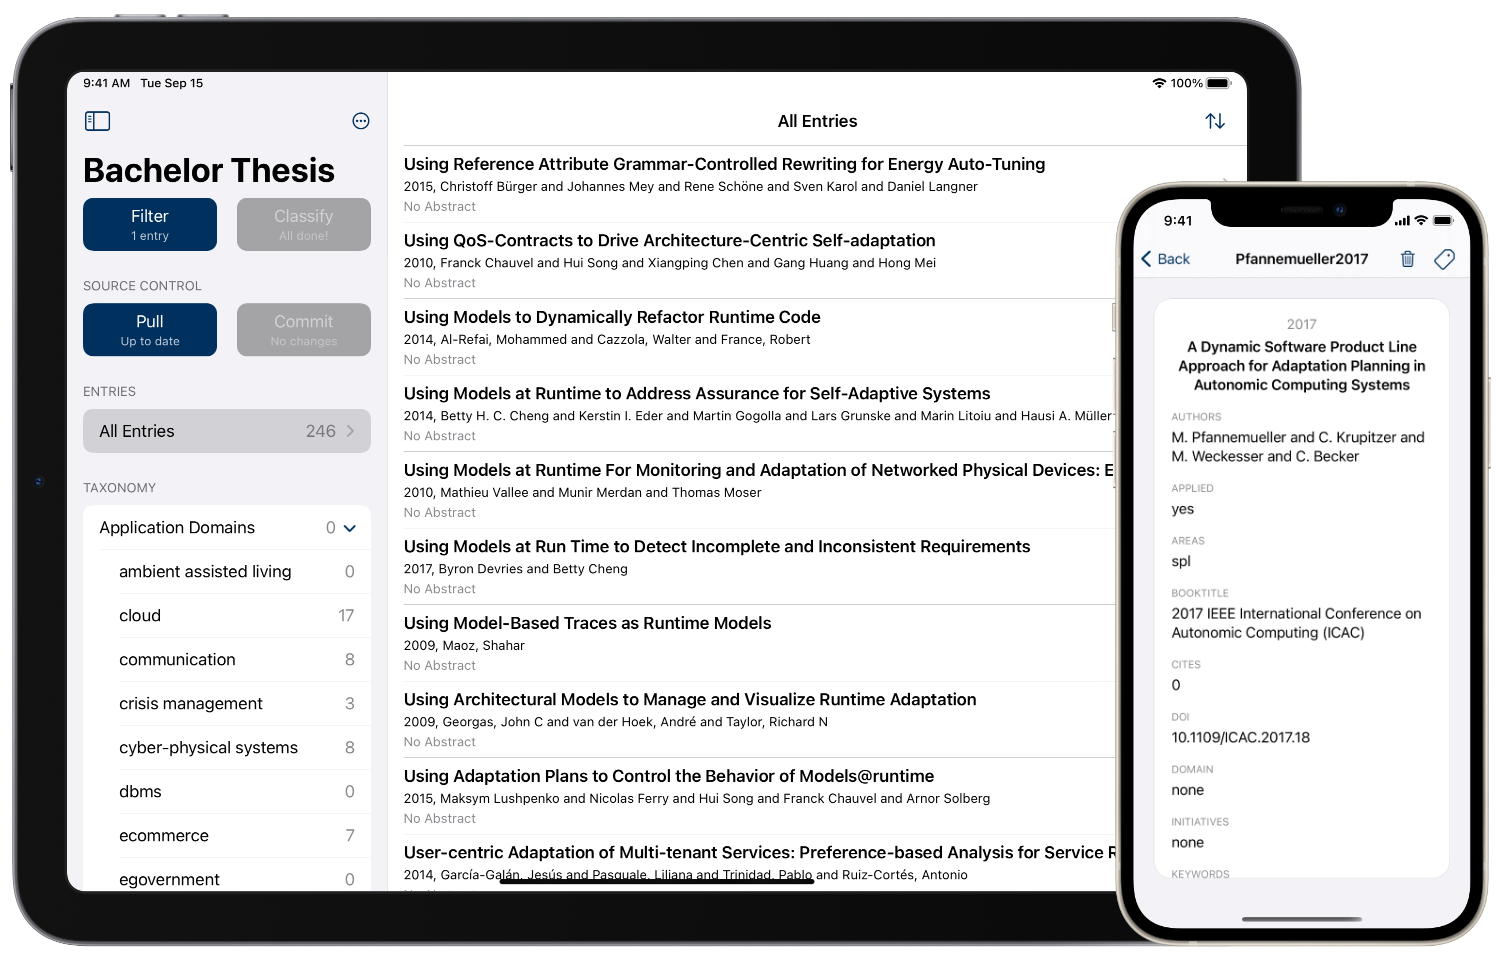 9:41 AM Tue Sep 15
100%
Bachelor Thesis
Filter
1 entry
Classify
All done!
SOURCE CONTROL
Pull
Up to date
Commit
No changes
ENTRIES
All Entries 246
TAXONOMY
Application Domains 0
ambient assisted living 0
cloud 17
communication 8
crisis management 3
cyber-physical systems 8
dbms 0
ecommerce 7
egovernment 0
All Entries
Using Reference Attribute Grammar-Controlled Rewriting for Energy Auto-Tuning
2015, Christoff Bürger and Johannes Mey and Rene Schöne and Sven Karol and Daniel Langner
No Abstract
Using QoS-Contracts to Drive Architecture-Centric Self-adaptation
2010, Franck Chauvel and Hui Song and Xiangping Chen and Gang Huang and Hong Mei
No Abstract
Using Models to Dynamically Refactor Runtime Code
2014, Al-Refai, Mohammed and Cazzola, Walter and France, Robert
No Abstract
Using Models at Runtime to Address Assurance for Self-Adaptive Systems
2014, Betty H. C. Cheng and Kerstin I. Eder and Martin Gogolla and Lars Grunske and Marin Litoiu and Hausi A. Müller
No Abstract
Using Models at Runtime For Monitoring and Adaptation of Networked Physical Devices: E
2010, Mathieu Vallee and Munir Merdan and Thomas Moser
No Abstract
Using Models at Run Time to Detect Incomplete and Inconsistent Requirements
2017, Byron Devries and Betty Cheng
No Abstract
Using Model-Based Traces as Runtime Models
2009, Maoz, Shahar
No Abstract
Using Architectural Models to Manage and Visualize Runtime Adaptation
2009, Georgas, John C and van der Hoek, André and Taylor, Richard N
No Abstract
Using Adaptation Plans to Control the Behavior of Models@runtime
2015, Maksym Lushpenko and Nicolas Ferry and Hui Song and Franck Chauvel and Arnor Solberg
No Abstract
User-centric Adaptation of Multi-tenant Services: Preference-based Analysis for Service R
2014, García-Galán, Jesús and Pasquale, Liliana and Trinidad, Pablo and Ruiz-Cortés, Antonio
9:41
Back
Pfannemueller2017
2017
A Dynamic Software Product Line
Approach for Adaptation Planning in
Autonomic Computing Systems
AUTHORS
M. Pfannemueller and C. Krupitzer and
M. Weckesser and C. Becker
APPLIED
yes
AREAS
spl
BOOKTITLE
2017 IEEE International Conference on
Autonomic Computing (ICAC)
CITES
0
DOI
10.1109/ICAC.2017.18
DOMAIN
none
INITIATIVES
none
KEYWORDS